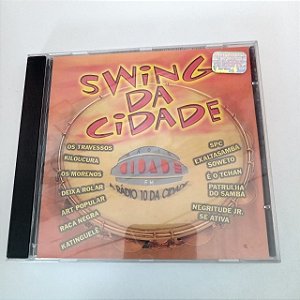 SWING
DA
CIDADE
OS TRAVESSOS
KILOUCURA
OS MORENOS
DEIXA ROLAR
ART POPULAR
RAÇA NEGRA
KATINGUELÊ
CIDADE
FM
A RÁDIO 10 DA CIDADE
SPC
EXALTASAMBA
SOWETO
É O TCHAN
PATRULHA
DO SAMBA
NEGRITUDE JR.
SE ATIVA